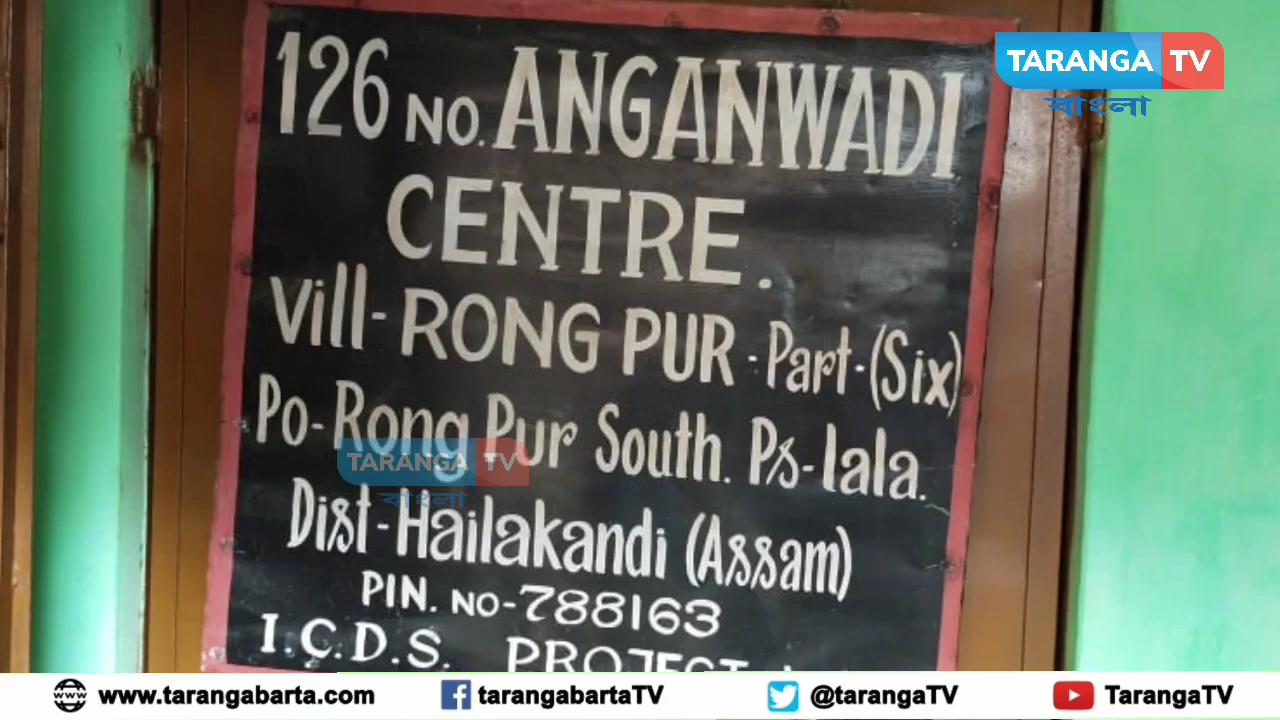 126 NO. ANGANWADI
CENTRE.
Vill- RONG PUR - Part-(Six)
Po- Rong Pur South. Ps-lala.
Dist-Hailakandi (Assam)
PIN. NO-788163
I.C.D.S. PROJECT
TARANGA TV
বাংলা
TARANGA TV
বাংলা
www.tarangabarta.com
tarangabartaTV
@tarangaTV
TarangaTV